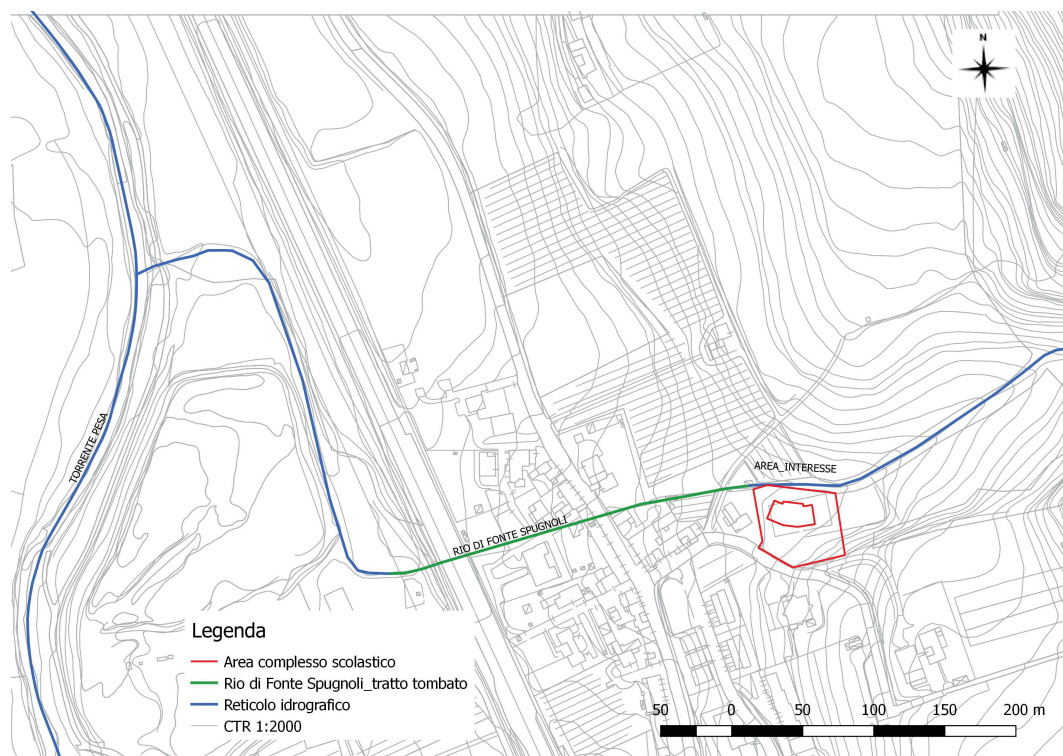 N
TORRENTE PESA
AREA_INTERESSE
RIO DI FONTE SPUGNOLI
Legenda
Area complesso scolastico
Rio di Fonte Spugnoli_tratto tombato
Reticolo idrografico
CTR 1:2000
50 0 50 100 150 200 m